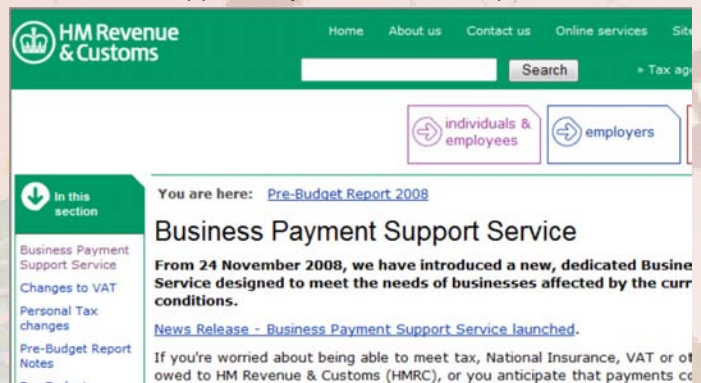 HM Revenue
& Customs
Home About us Contact us Online services Site
Search
» Tax ag
individuals &
employees
employers
In this
section
Business Payment
Support Service
Changes to VAT
Personal Tax
changes
Pre-Budget Report
Notes
You are here: Pre-Budget Report 2008
Business Payment Support Service
From 24 November 2008, we have introduced a new, dedicated Busine
Service designed to meet the needs of businesses affected by the curr
conditions.
News Release - Business Payment Support Service launched.
If you're worried about being able to meet tax, National Insurance, VAT or ot
owed to HM Revenue & Customs (HMRC), or you anticipate that payments co